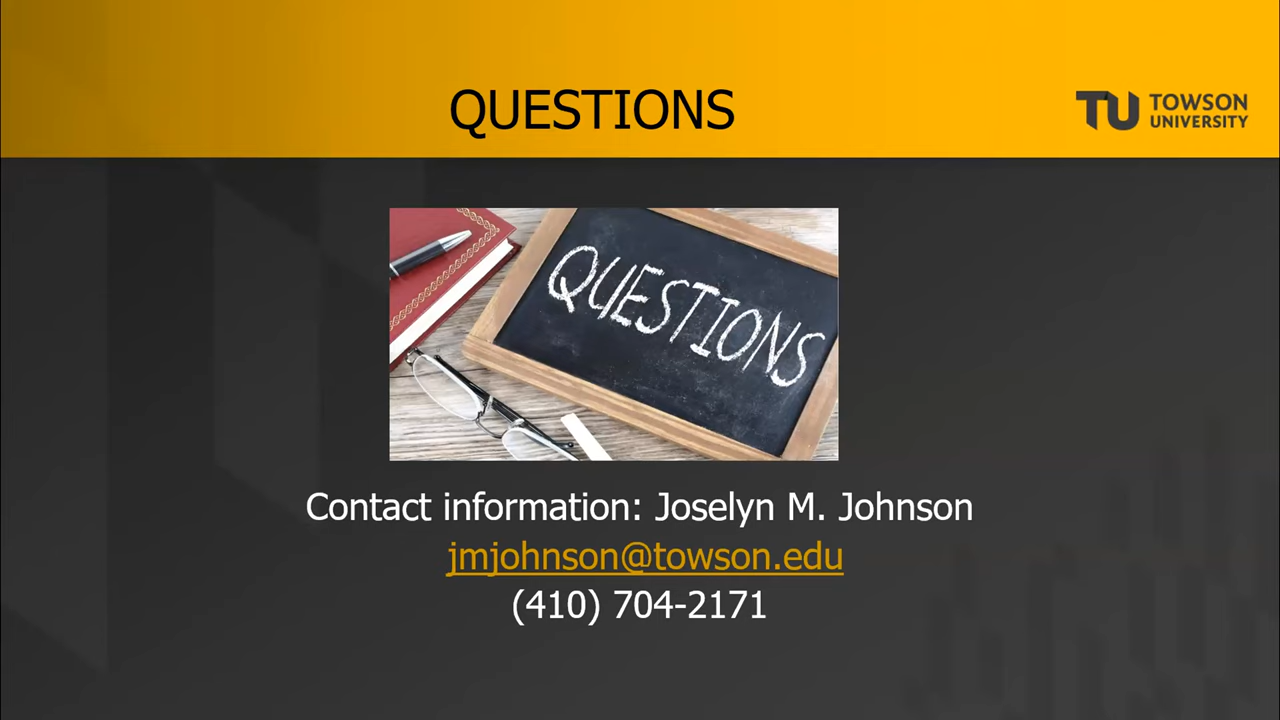 QUESTIONS
TU TOWSON
UNIVERSITY
QUESTIONS
Contact information: Joselyn M. Johnson
jmjohnson@towson.edu
(410) 704-2171